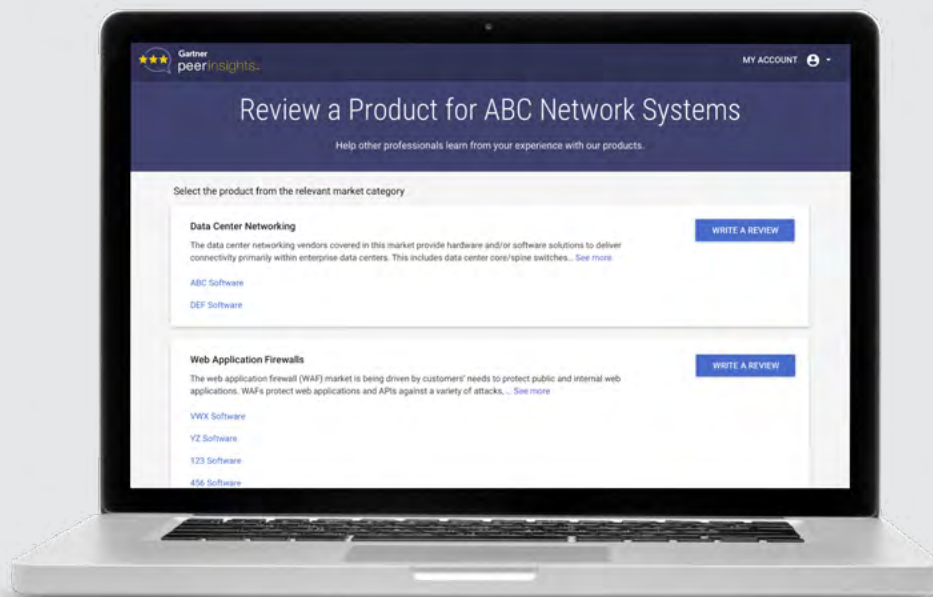 Gartner
peerinsights™
MY ACCOUNT
Review a Product for ABC Network Systems
Help other professionals learn from your experience with our products.
Select the product from the relevant market category
Data Center Networking
WRITE A REVIEW
The data center networking vendors covered in this market provide hardware and/or software solutions to deliver
connectivity primarily within enterprise data centers. This includes data center core/spine switches... See more
ABC Software
DEF Software
Web Application Firewalls
WRITE A REVIEW
The web application firewall (WAF) market is being driven by customers' needs to protect public and internal web
applications. WAFs protect web applications and APIs against a variety of attacks, ... See more
VWX Software
YZ Software
123 Software
456 Software